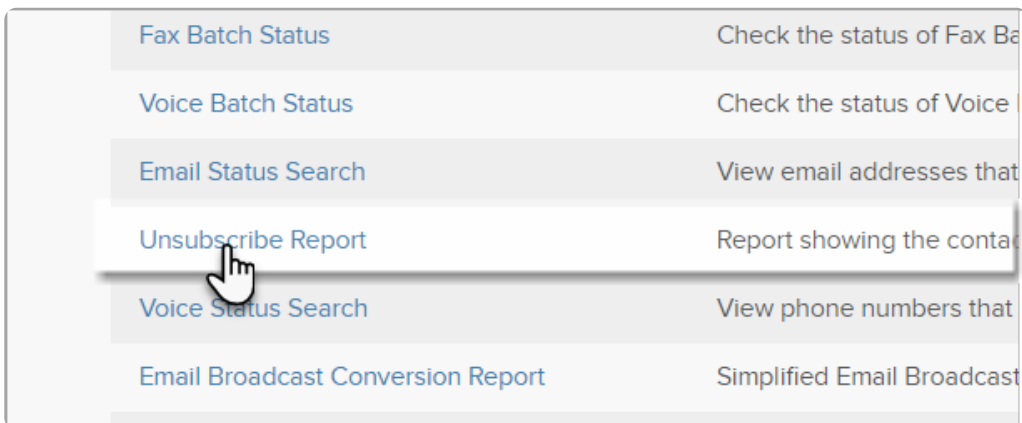 Fax Batch Status Check the status of Fax Ba
Voice Batch Status Check the status of Voice
Email Status Search View email addresses that
Unsubscribe Report Report showing the contac
Voice Status Search View phone numbers that
Email Broadcast Conversion Report Simplified Email Broadcast